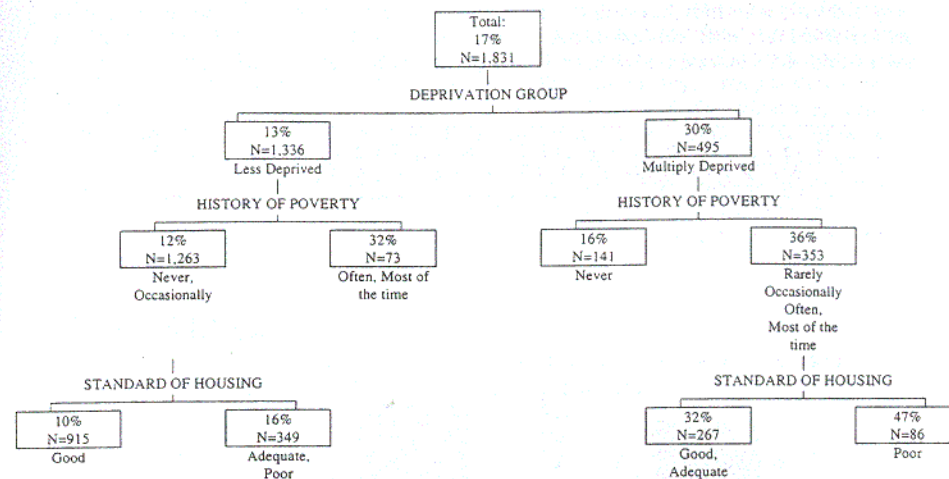 Total:
17%
N=1,831
DEPRIVATION GROUP
13%
N=1,336
Less Deprived
30%
N=495
Multiply Deprived
HISTORY OF POVERTY
HISTORY OF POVERTY
12%
N=1,263
Never,
Occasionally
32%
N=73
Often, Most of
the time
16%
N=141
Never
36%
N=353
Rarely
Occasionally
Often,
Most of the
time
STANDARD OF HOUSING
STANDARD OF HOUSING
10%
N=915
Good
16%
N=349
Adequate,
Poor
32%
N=267
Good,
Adequate
47%
N=86
Poor